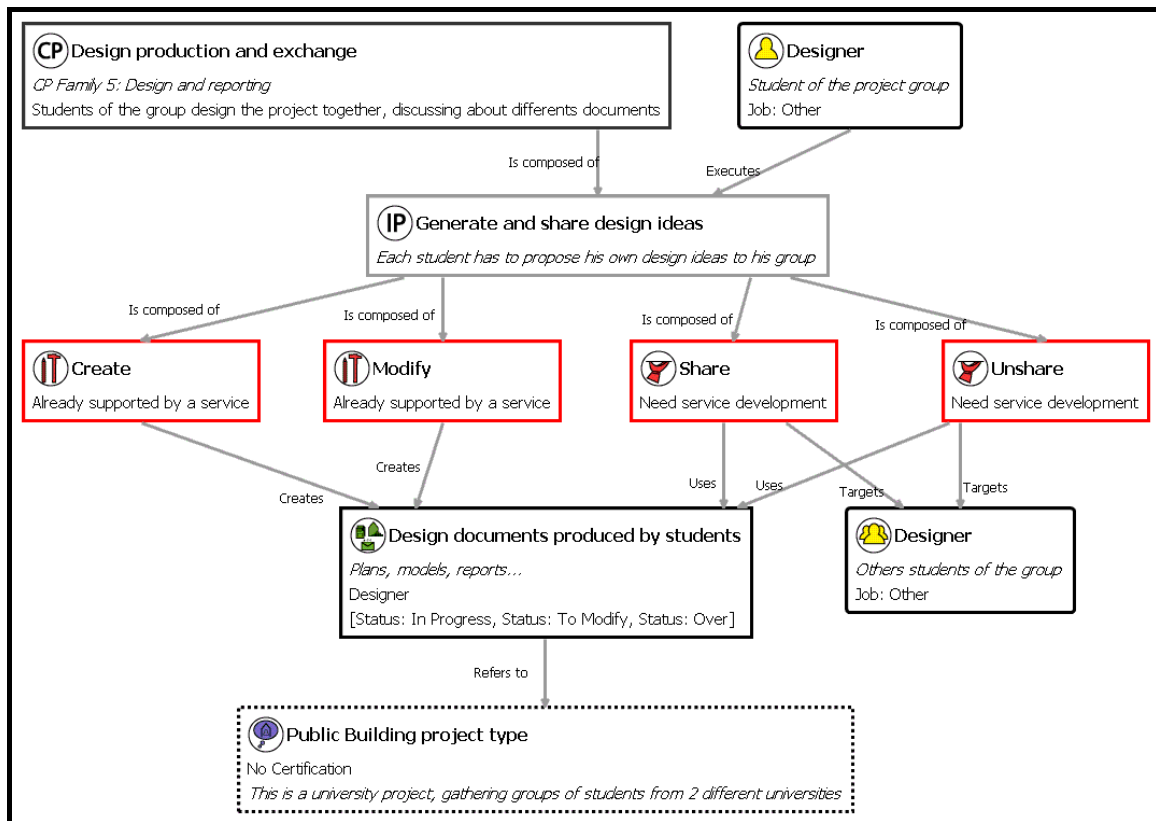 CP Design production and exchange
CP Family 5: Design and reporting
Students of the group design the project together, discussing about differents documents
Designer
Student of the project group
Job: Other
Is composed of
Executes
IP Generate and share design ideas
Each student has to propose his own design ideas to his group
Is composed of
Is composed of
Is composed of
Is composed of
Create
Already supported by a service
Modify
Already supported by a service
Share
Need service development
Unshare
Need service development
Creates
Creates
Uses
Uses
Targets
Targets
Design documents produced by students
Plans, models, reports...
Designer
[Status: In Progress, Status: To Modify, Status: Over]
Designer
Others students of the group
Job: Other
Refers to
Public Building project type
No Certification
This is a university project, gathering groups of students from 2 different universities